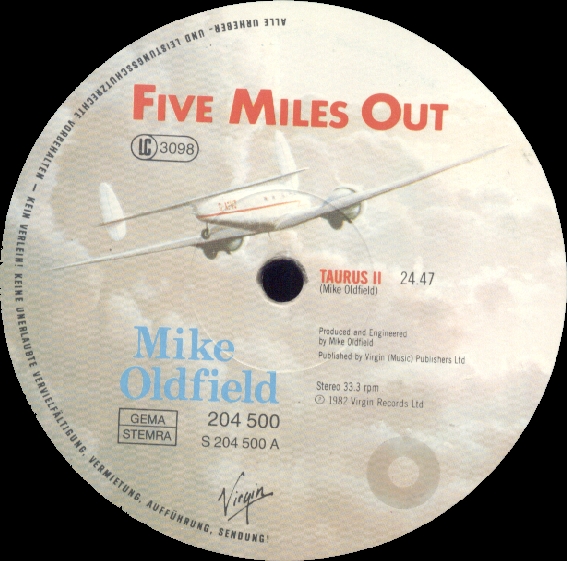 ALLE URHEBER- UND LEISTUNGSSCHUTZRECHTE VORBEHALTEN – KEIN VERLEIH! KEINE UNERLAUBTE VERVIELFÄLTIGUNG, VERMIETUNG, AUFFÜHRUNG, SENDUNG!
FIVE MILES OUT
LC 3098
TAURUS II 24.47
(Mike Oldfield)
Produced and Engineered
by Mike Oldfield
Published by Virgin (Music) Publishers Ltd
Mike
Oldfield
Stereo 33.3 rpm
℗ 1982 Virgin Records Ltd
GEMA
STEMRA
204 500
S 204 500 A
Virgin